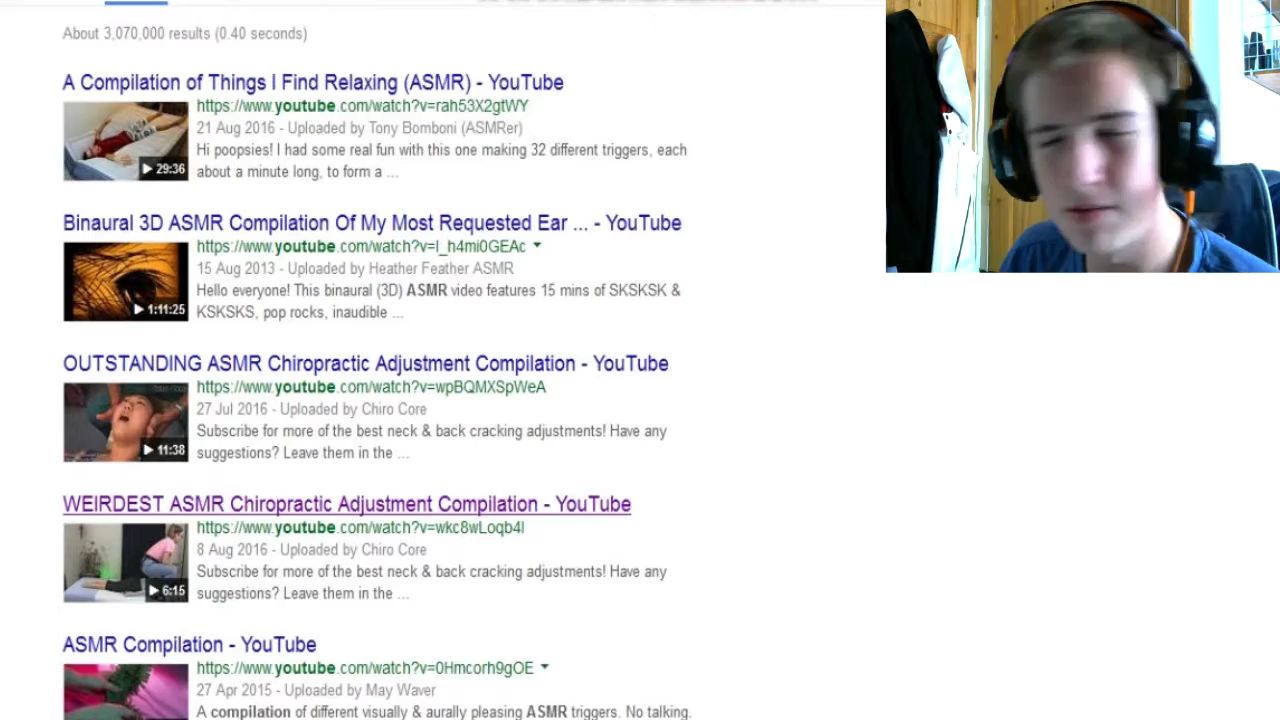 About 3,070,000 results (0.40 seconds)
A Compilation of Things I Find Relaxing (ASMR) - YouTube
https://www.youtube.com/watch?v=rah53X2gtWY
29:36
21 Aug 2016 - Uploaded by Tony Bomboni (ASMRer)
Hi poopsies! I had some real fun with this one making 32 different triggers, each
about a minute long, to form a ...
Binaural 3D ASMR Compilation Of My Most Requested Ear ... - YouTube
https://www.youtube.com/watch?v=l_h4mi0GEAc
1:11:25
15 Aug 2013 - Uploaded by Heather Feather ASMR
Hello everyone! This binaural (3D) ASMR video features 15 mins of SKSKSK &
KSKSKS, pop rocks, inaudible ...
OUTSTANDING ASMR Chiropractic Adjustment Compilation - YouTube
https://www.youtube.com/watch?v=wpBQMXSpWeA
11:38
27 Jul 2016 - Uploaded by Chiro Core
Subscribe for more of the best neck & back cracking adjustments! Have any
suggestions? Leave them in the ...
WEIRDEST ASMR Chiropractic Adjustment Compilation - YouTube
https://www.youtube.com/watch?v=wkc8wLoqb4I
6:15
8 Aug 2016 - Uploaded by Chiro Core
Subscribe for more of the best neck & back cracking adjustments! Have any
suggestions? Leave them in the ...
ASMR Compilation - YouTube
https://www.youtube.com/watch?v=0Hmcorh9gOE
27 Apr 2015 - Uploaded by May Waver
A compilation of different visually & aurally pleasing ASMR triggers. No talking.